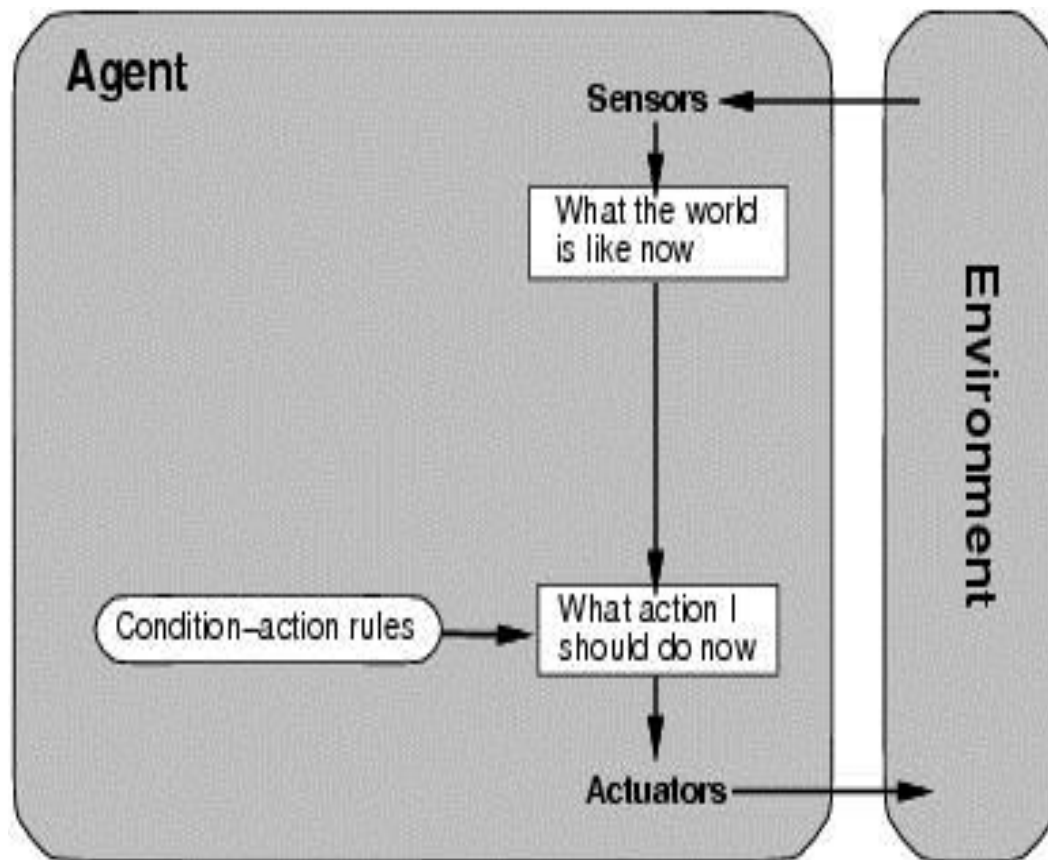 Agent
Sensors
What the world
is like now
Environment
Condition–action rules
What action I
should do now
Actuators